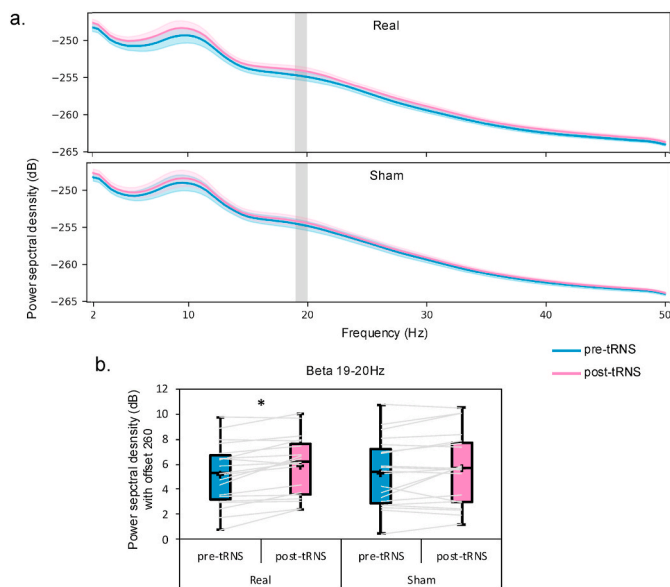 a.
Real
−250
−255
−260
−265
Sham
−250
−255
−260
−265
2 10 20 30 40 50
Frequency (Hz)
Power sepctral desnsity (dB)
pre-tRNS
post-tRNS
b.
Beta 19-20Hz
Power sepctral desnsity (dB)
with offset 260
12
10
8
6
4
2
0
*
pre-tRNS post-tRNS pre-tRNS post-tRNS
Real Sham